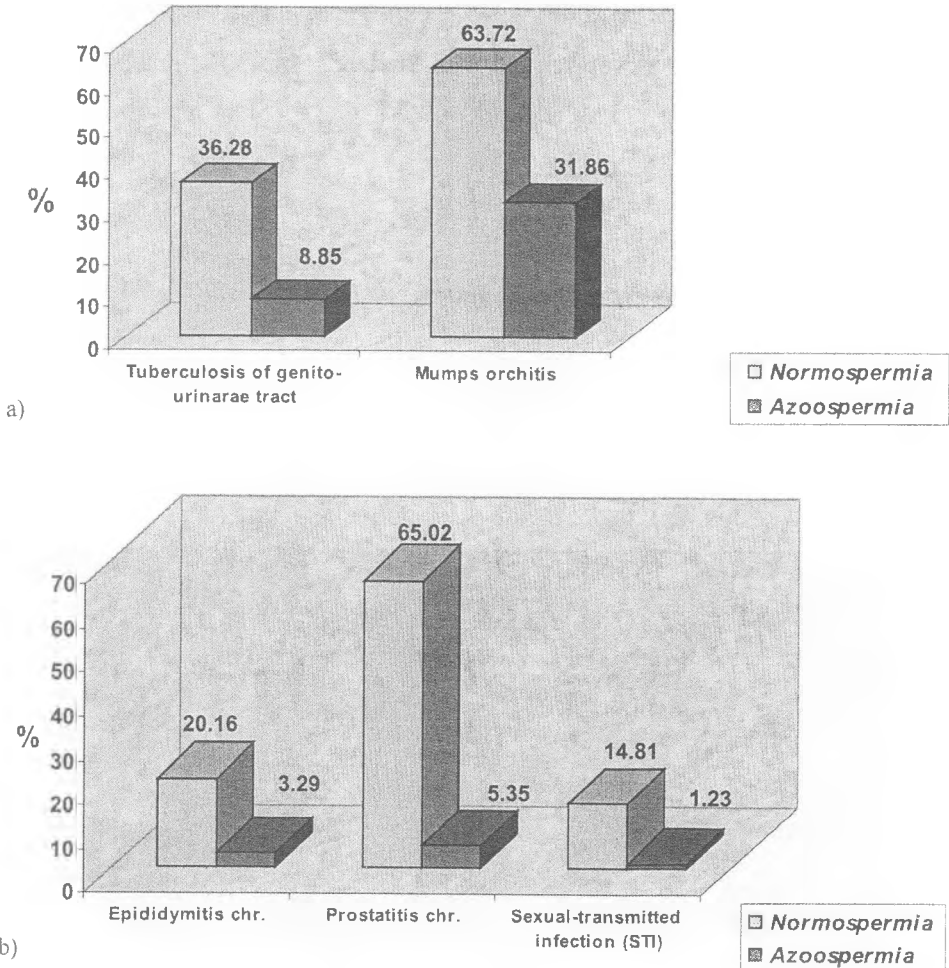 70
60
50
40
30
20
10
0
%
36.28
8.85
63.72
31.86
Tuberculosis of genito-
urinarae tract
Mumps orchitis
Normospermia
Azoospermia
a)
70
60
50
40
30
20
10
0
%
20.16
3.29
65.02
5.35
14.81
1.23
Epididymitis chr.
Prostatitis chr.
Sexual-transmitted
infection (STI)
Normospermia
Azoospermia
b)